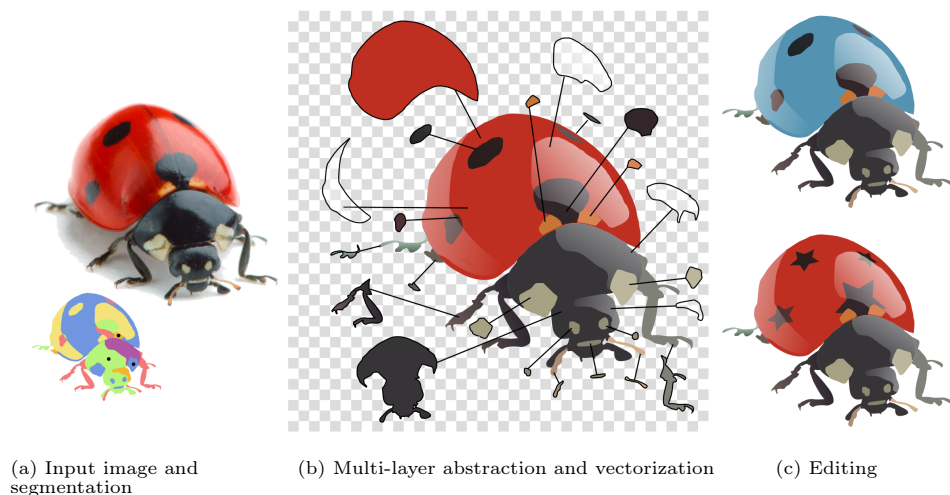 (a) Input image and
segmentation
(b) Multi-layer abstraction and vectorization
(c) Editing